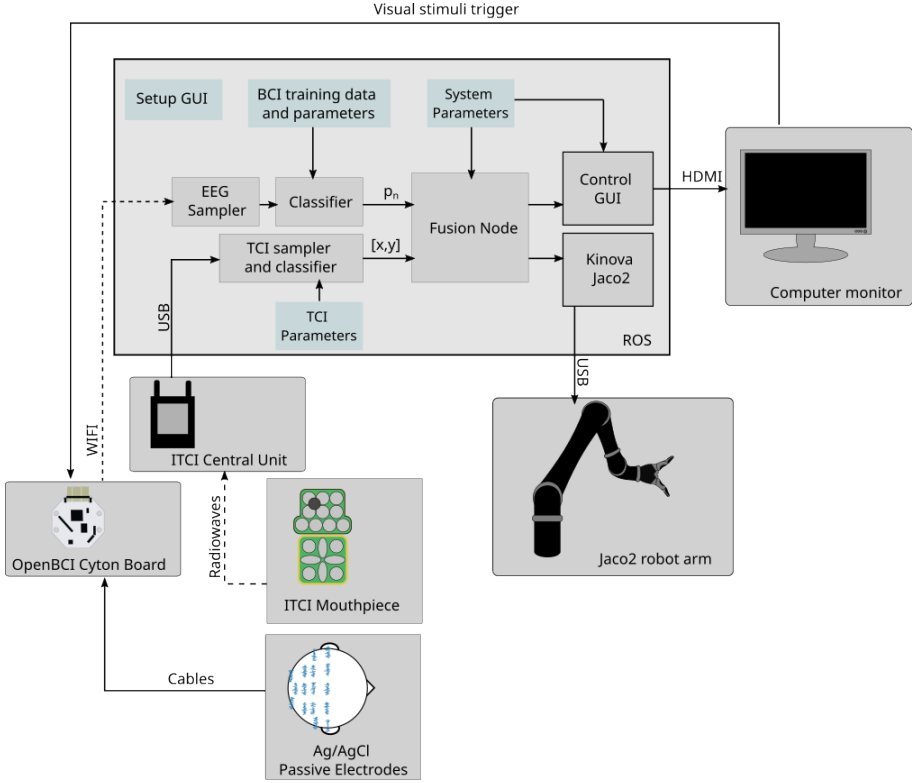 Visual stimuli trigger
Setup GUI
BCI training data
and parameters
System
Parameters
EEG
Sampler
Classifier
pₙ
Control
GUI
HDMI
Fusion Node
TCI sampler
and classifier
[x,y]
Kinova
Jaco2
Computer monitor
USB
TCI
Parameters
ROS
USB
WIFI
ITCI Central Unit
Radiowaves
OpenBCI Cyton Board
ITCI Mouthpiece
Jaco2 robot arm
Cables
Ag/AgCl
Passive Electrodes